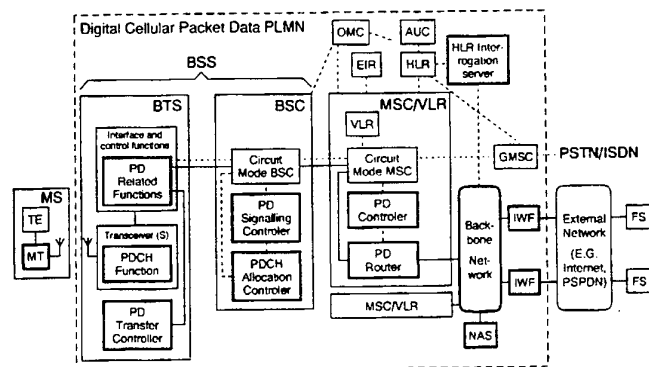 Digital Cellular Packet Data PLMN
OMC
AUC
EIR
HLR
HLR Inter-
rogation
server
BSS
BTS
BSC
MSC/VLR
VLR
GMSC
PSTN/ISDN
Interface and
control functions
PD
Related
Functions
Circuit
Mode BSC
Circuit
Mode MSC
MS
TE
MT
Transceiver (S)
PDCH
Function
PD
Signalling
Controler
PD
Controler
PDCH
Allocation
Controler
PD
Router
PD
Transfer
Controller
MSC/VLR
Back-
bone
Network
NAS
IWF
IWF
External
Network
(E.G.
Internet,
PSPDN)
FS
FS